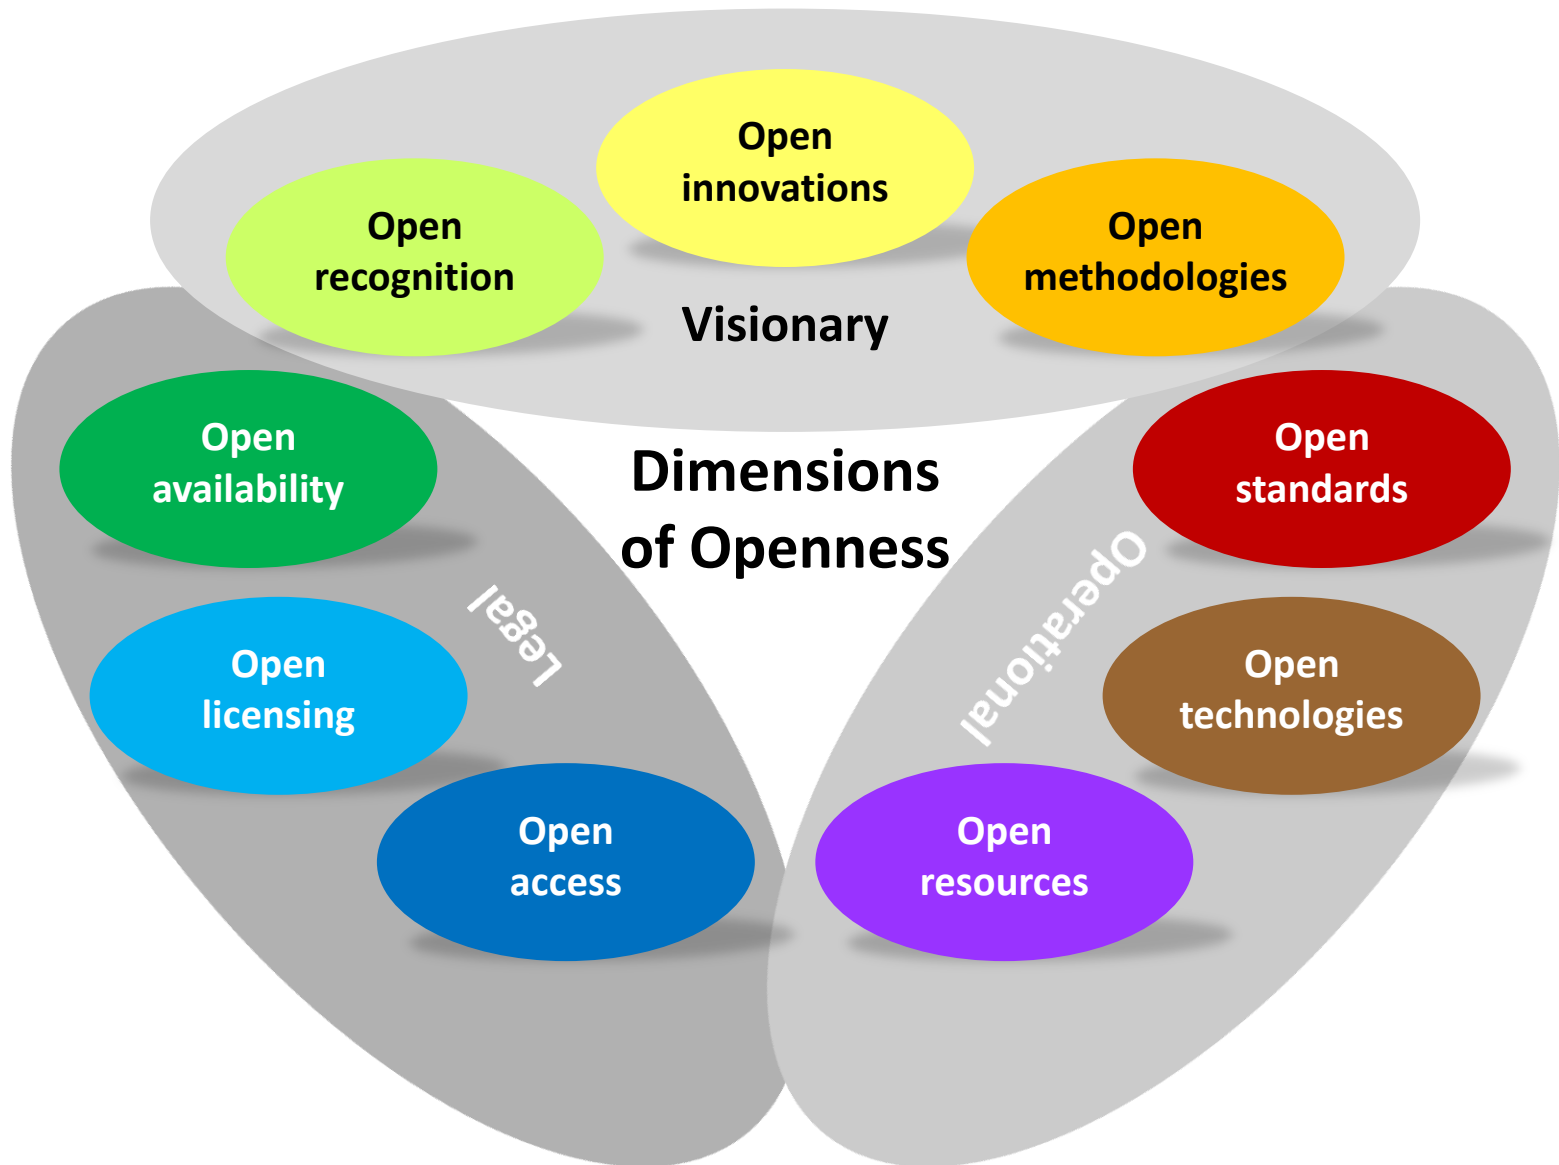 Open
innovations
Open
recognition
Open
methodologies
Visionary
Open
availability
Dimensions
of Openness
Open
standards
Legal
Operational
Open
licensing
Open
technologies
Open
access
Open
resources